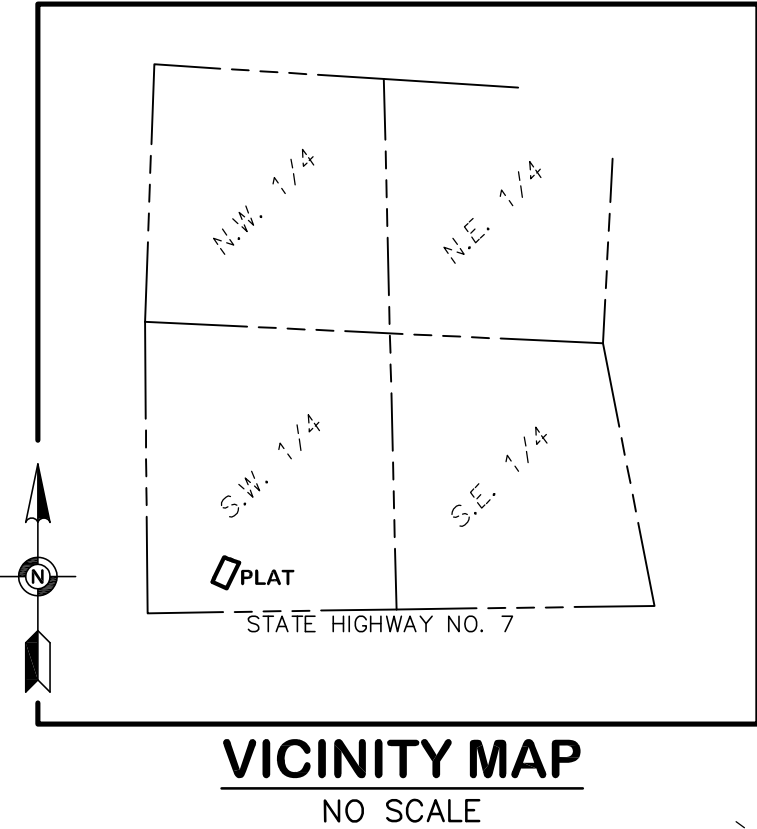 N.W. 1/4
N.E. 1/4
S.W. 1/4
S.E. 1/4
N
PLAT
STATE HIGHWAY NO. 7
VICINITY MAP
NO SCALE